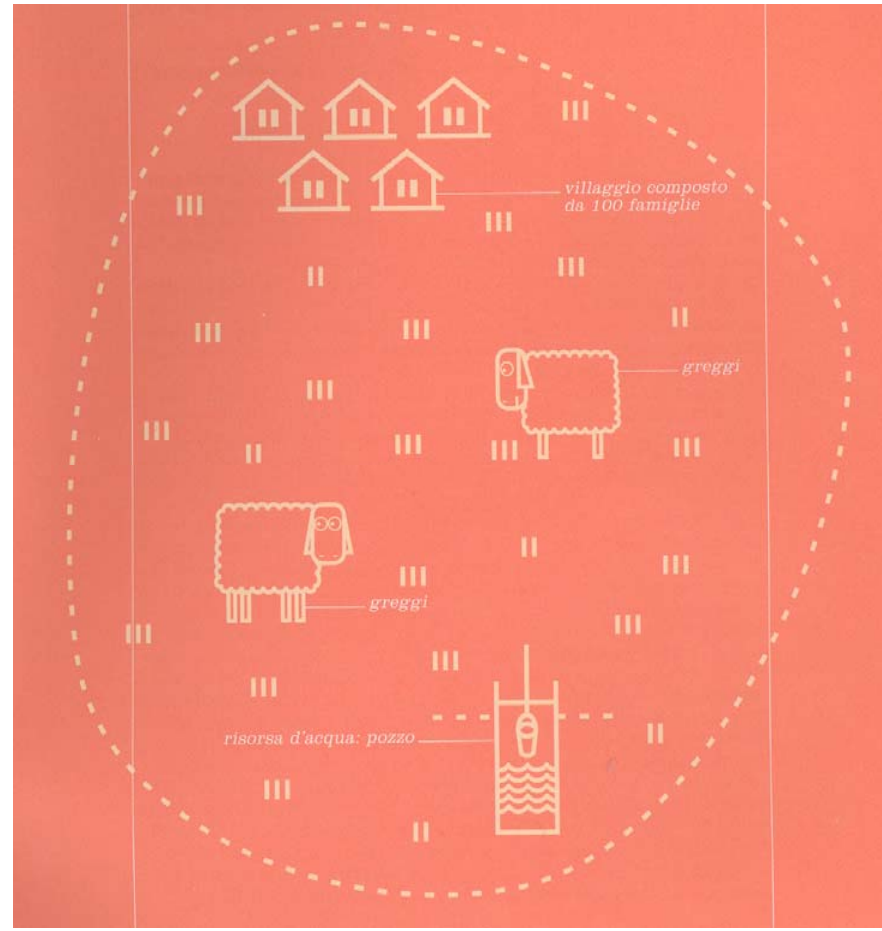 villaggio composto
da 100 famiglie
greggi
greggi
risorsa d'acqua: pozzo